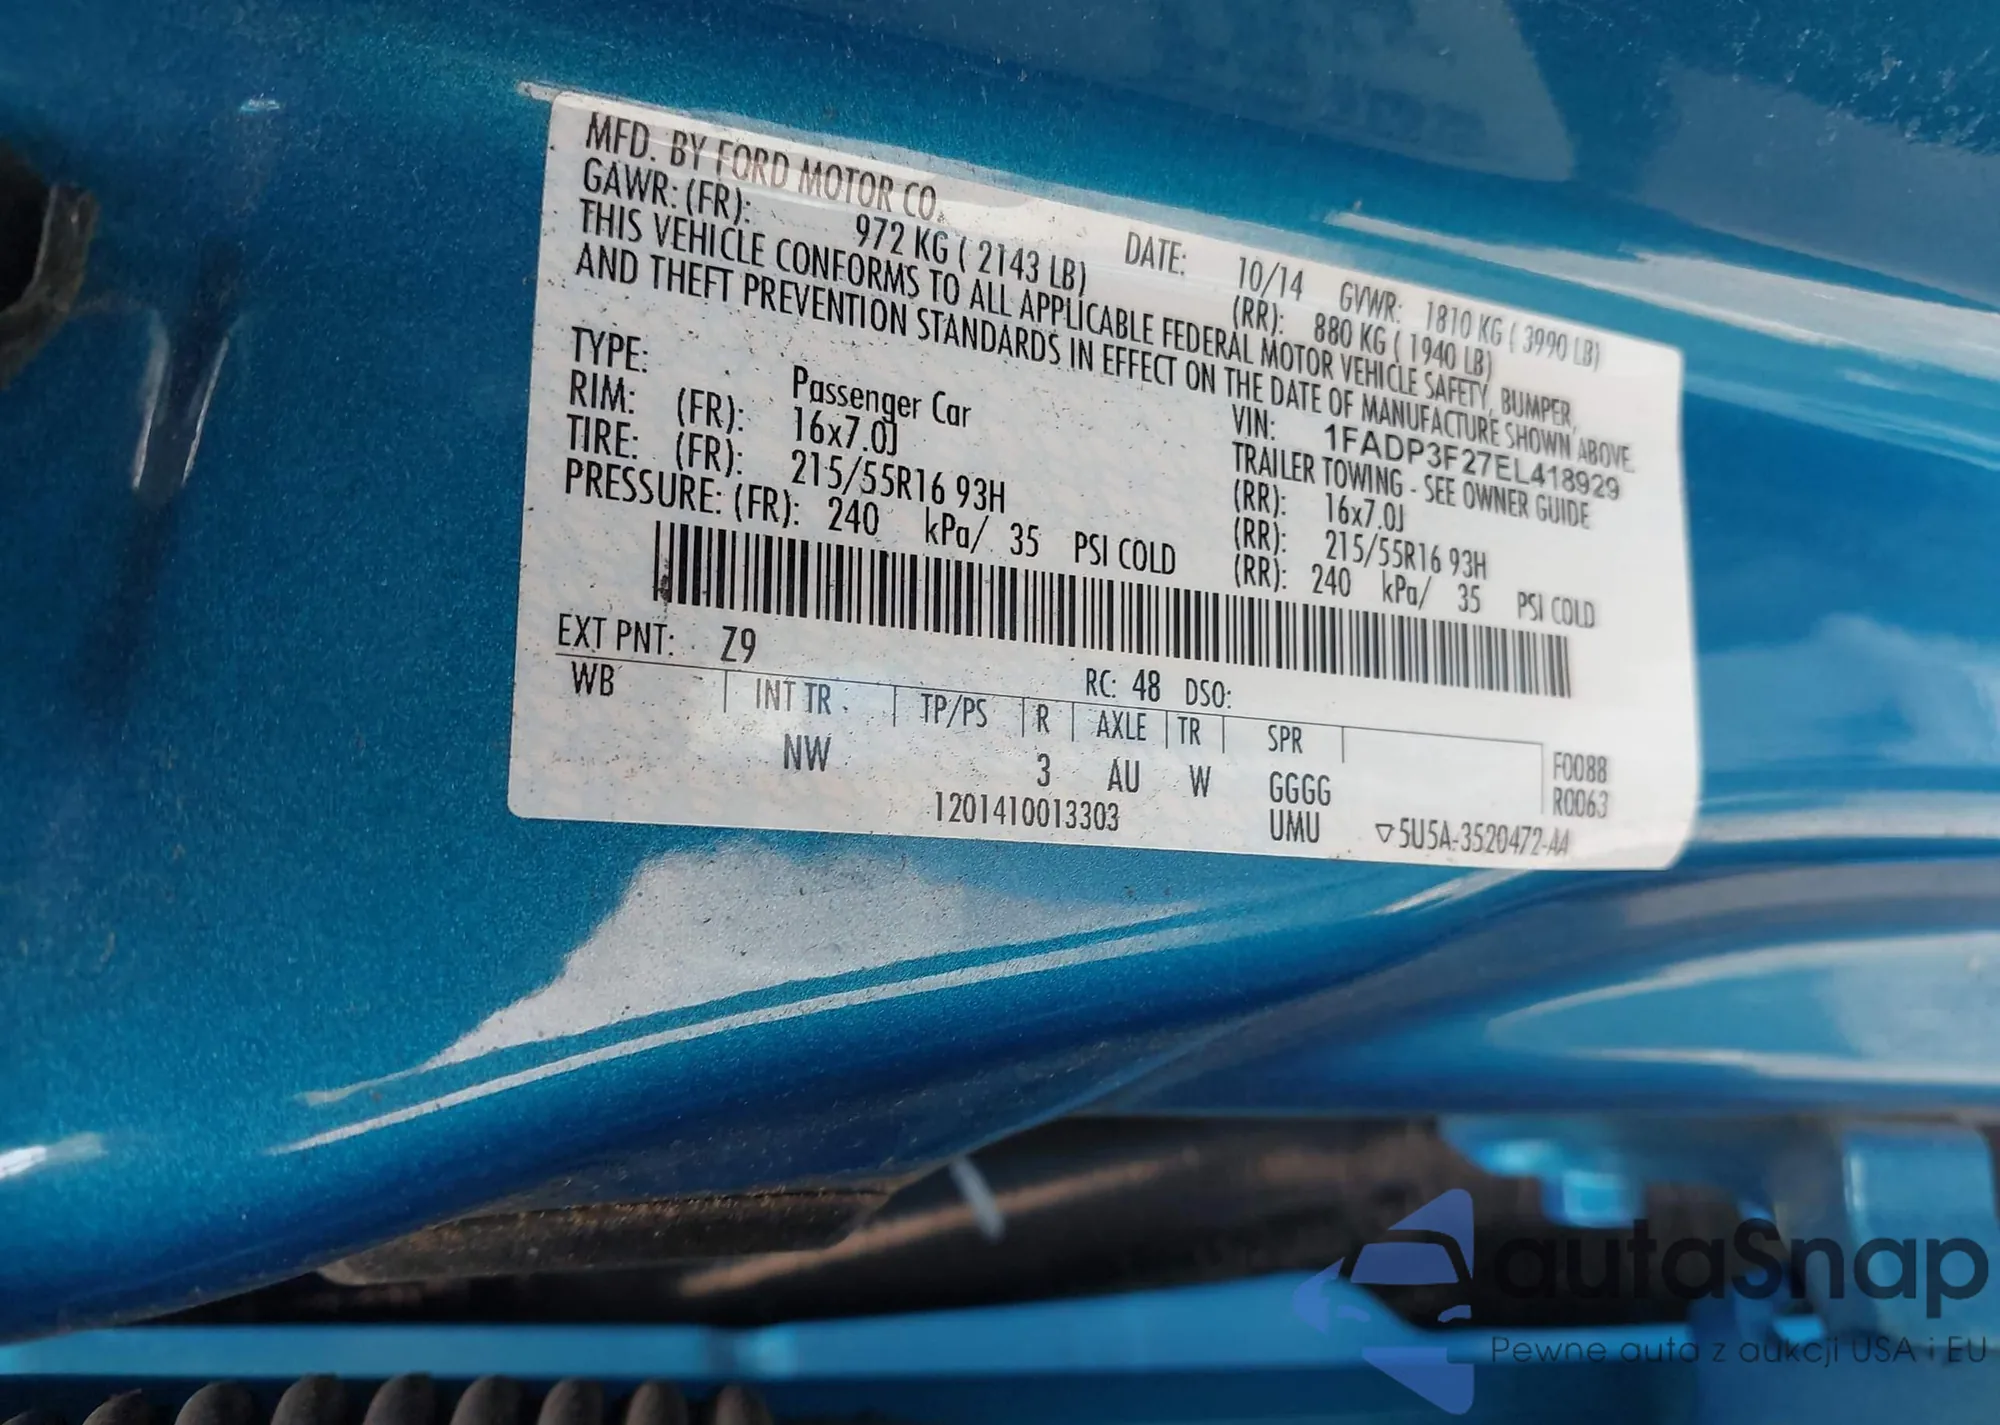 MFD. BY FORD MOTOR CO. DATE: 10/14 GVWR: 1810 KG ( 3990 LB)
GAWR: (FR): 972 KG ( 2143 LB) (RR): 880 KG ( 1940 LB)
THIS VEHICLE CONFORMS TO ALL APPLICABLE FEDERAL MOTOR VEHICLE SAFETY, BUMPER,
AND THEFT PREVENTION STANDARDS IN EFFECT ON THE DATE OF MANUFACTURE SHOWN ABOVE.
VIN: 1FADP3F27EL418929
TYPE: Passenger Car TRAILER TOWING - SEE OWNER GUIDE
RIM: (FR): 16x7.0J (RR): 16x7.0J
TIRE: (FR): 215/55R16 93H (RR): 215/55R16 93H
PRESSURE: (FR): 240 kPa/ 35 PSI COLD (RR): 240 kPa/ 35 PSI COLD
EXT PNT: Z9 RC: 48 DSO:
WB INT TR TP/PS R AXLE TR SPR F0088
NW 3 AU W GGGG R0063
1201410013303 UMU ▽5U5A-3520472-AA
autaSnap
Pewne auta z aukcji USA i EU